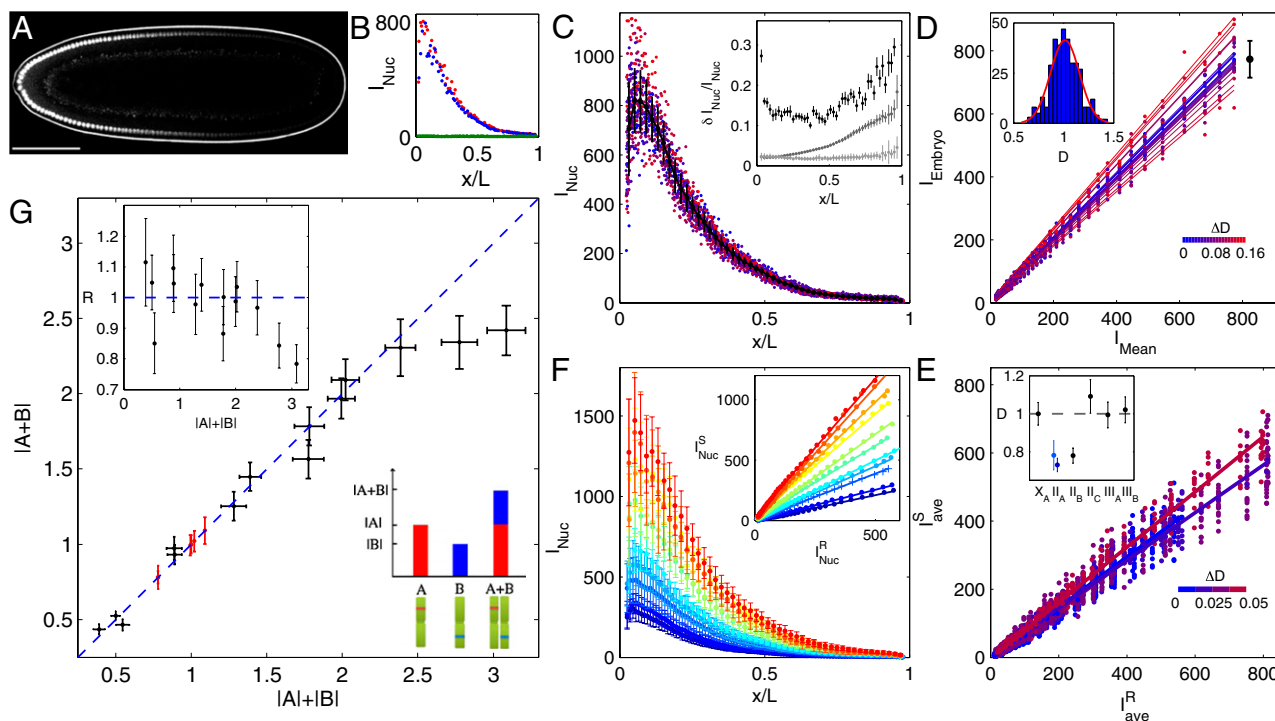 A
B
I_Nuc
800
400
0
0
0.5
1
x/L
C
I_Nuc
1000
800
600
400
200
0
0
0.5
1
x/L
δ I_Nuc/I_Nuc
0.3
0.2
0.1
0
0
0.5
1
x/L
D
I_Embryo
800
600
400
200
0
0
200
400
600
800
I_Mean
50
25
0
0.5
1
1.5
D
ΔD
0 0.08 0.16
G
|A+B|
3
2.5
2
1.5
1
0.5
0.5
1
1.5
2
2.5
3
|A|+|B|
R
1.2
1.1
1
0.9
0.8
0.7
0
1
2
3
|A|+|B|
|A+B|
|A|
|B|
A B A+B
F
I_Nuc
1500
1000
500
0
0
0.5
1
x/L
I^S_Nuc
1000
500
0
0
500
I^R_Nuc
E
I^S_ave
800
600
400
200
0
0
200
400
600
800
I^R_ave
1.2
D 1
0.8
X_A II_A II_B II_C III_A III_B
ΔD
0 0.025 0.05